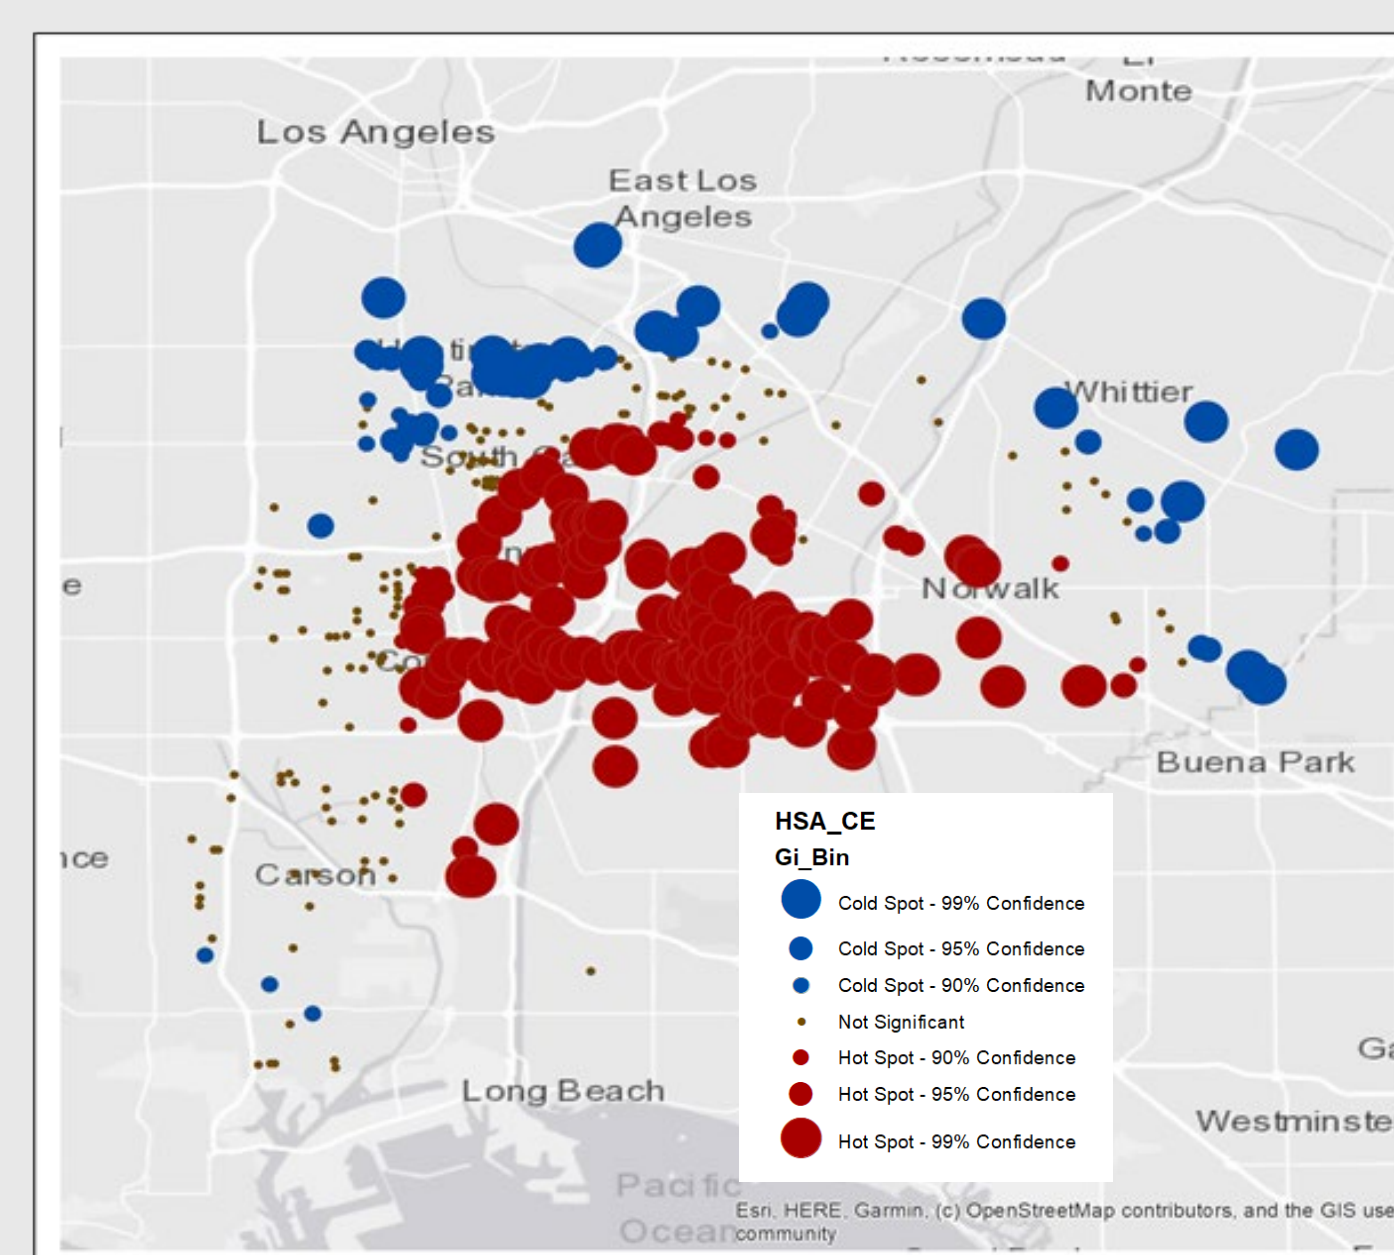 Monte
Los Angeles
East Los
Angeles
Whittier
South Ga
Norwalk
Buena Park
nce
Carson
HSA_CE
Gi_Bin
Cold Spot - 99% Confidence
Cold Spot - 95% Confidence
Cold Spot - 90% Confidence
Not Significant
Hot Spot - 90% Confidence
Hot Spot - 95% Confidence
Hot Spot - 99% Confidence
Long Beach
Westminste
Pacific
Ocean
Esri, HERE, Garmin, (c) OpenStreetMap contributors, and the GIS use
community